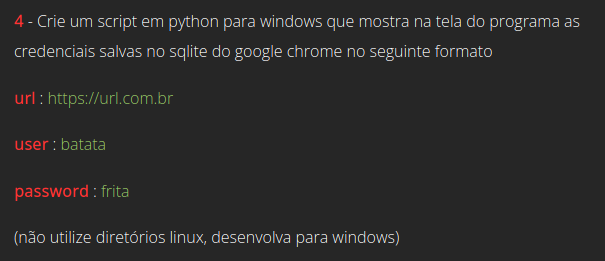 4 - Crie um script em python para windows que mostra na tela do programa as
credenciais salvas no sqlite do google chrome no seguinte formato
url : https://url.com.br
user : batata
password : frita
(não utilize diretórios linux, desenvolva para windows)